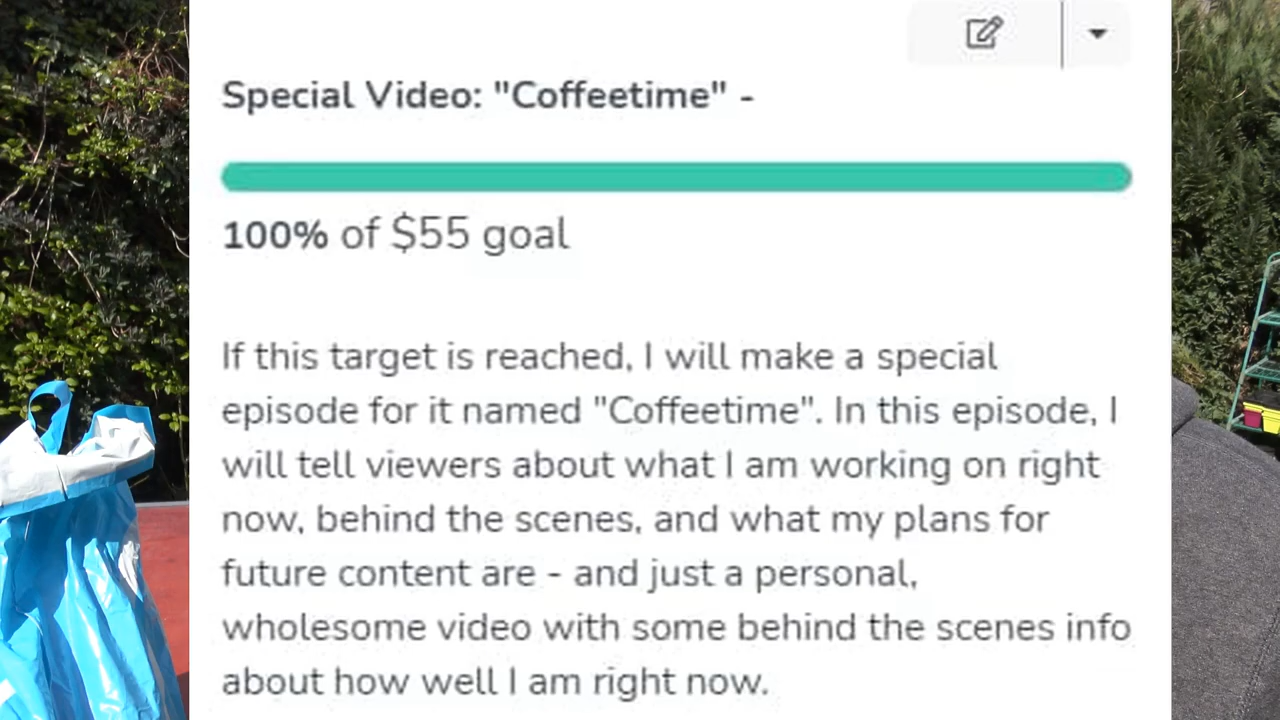 Special Video: "Coffeetime" -
100% of $55 goal
If this target is reached, I will make a special
episode for it named "Coffeetime". In this episode, I
will tell viewers about what I am working on right
now, behind the scenes, and what my plans for
future content are - and just a personal,
wholesome video with some behind the scenes info
about how well I am right now.